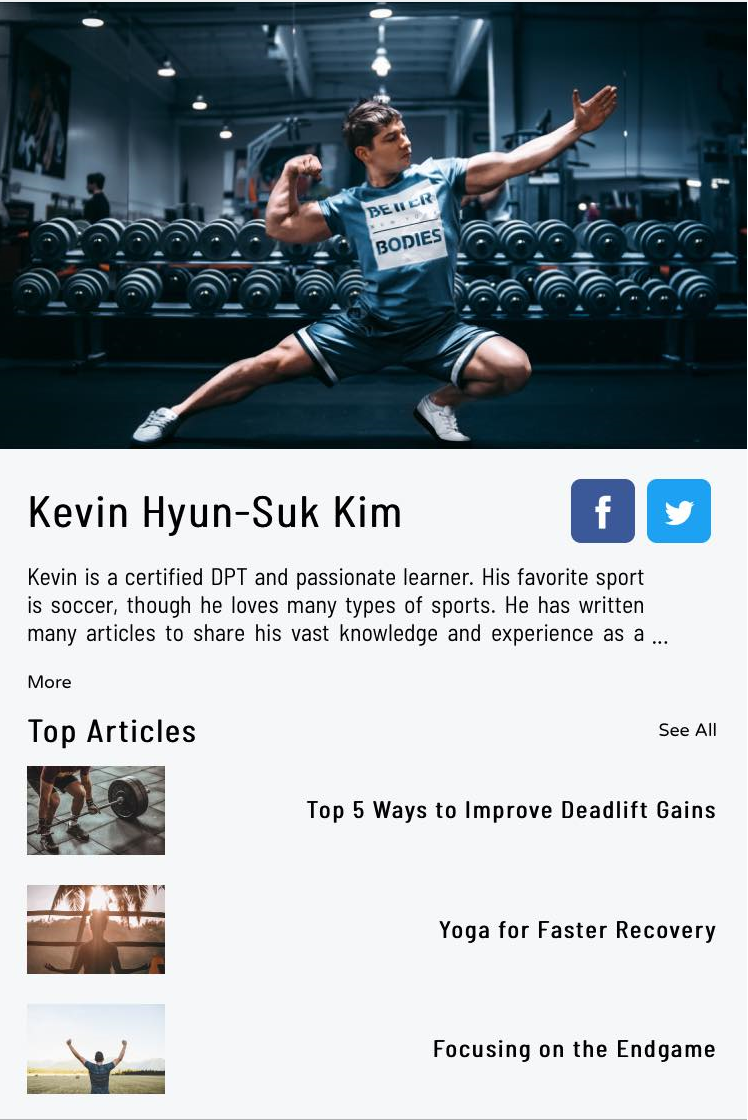 BETTER
BODIES
Kevin Hyun-Suk Kim
Kevin is a certified DPT and passionate learner. His favorite sport
is soccer, though he loves many types of sports. He has written
many articles to share his vast knowledge and experience as a ...
More
Top Articles
See All
Top 5 Ways to Improve Deadlift Gains
Yoga for Faster Recovery
Focusing on the Endgame